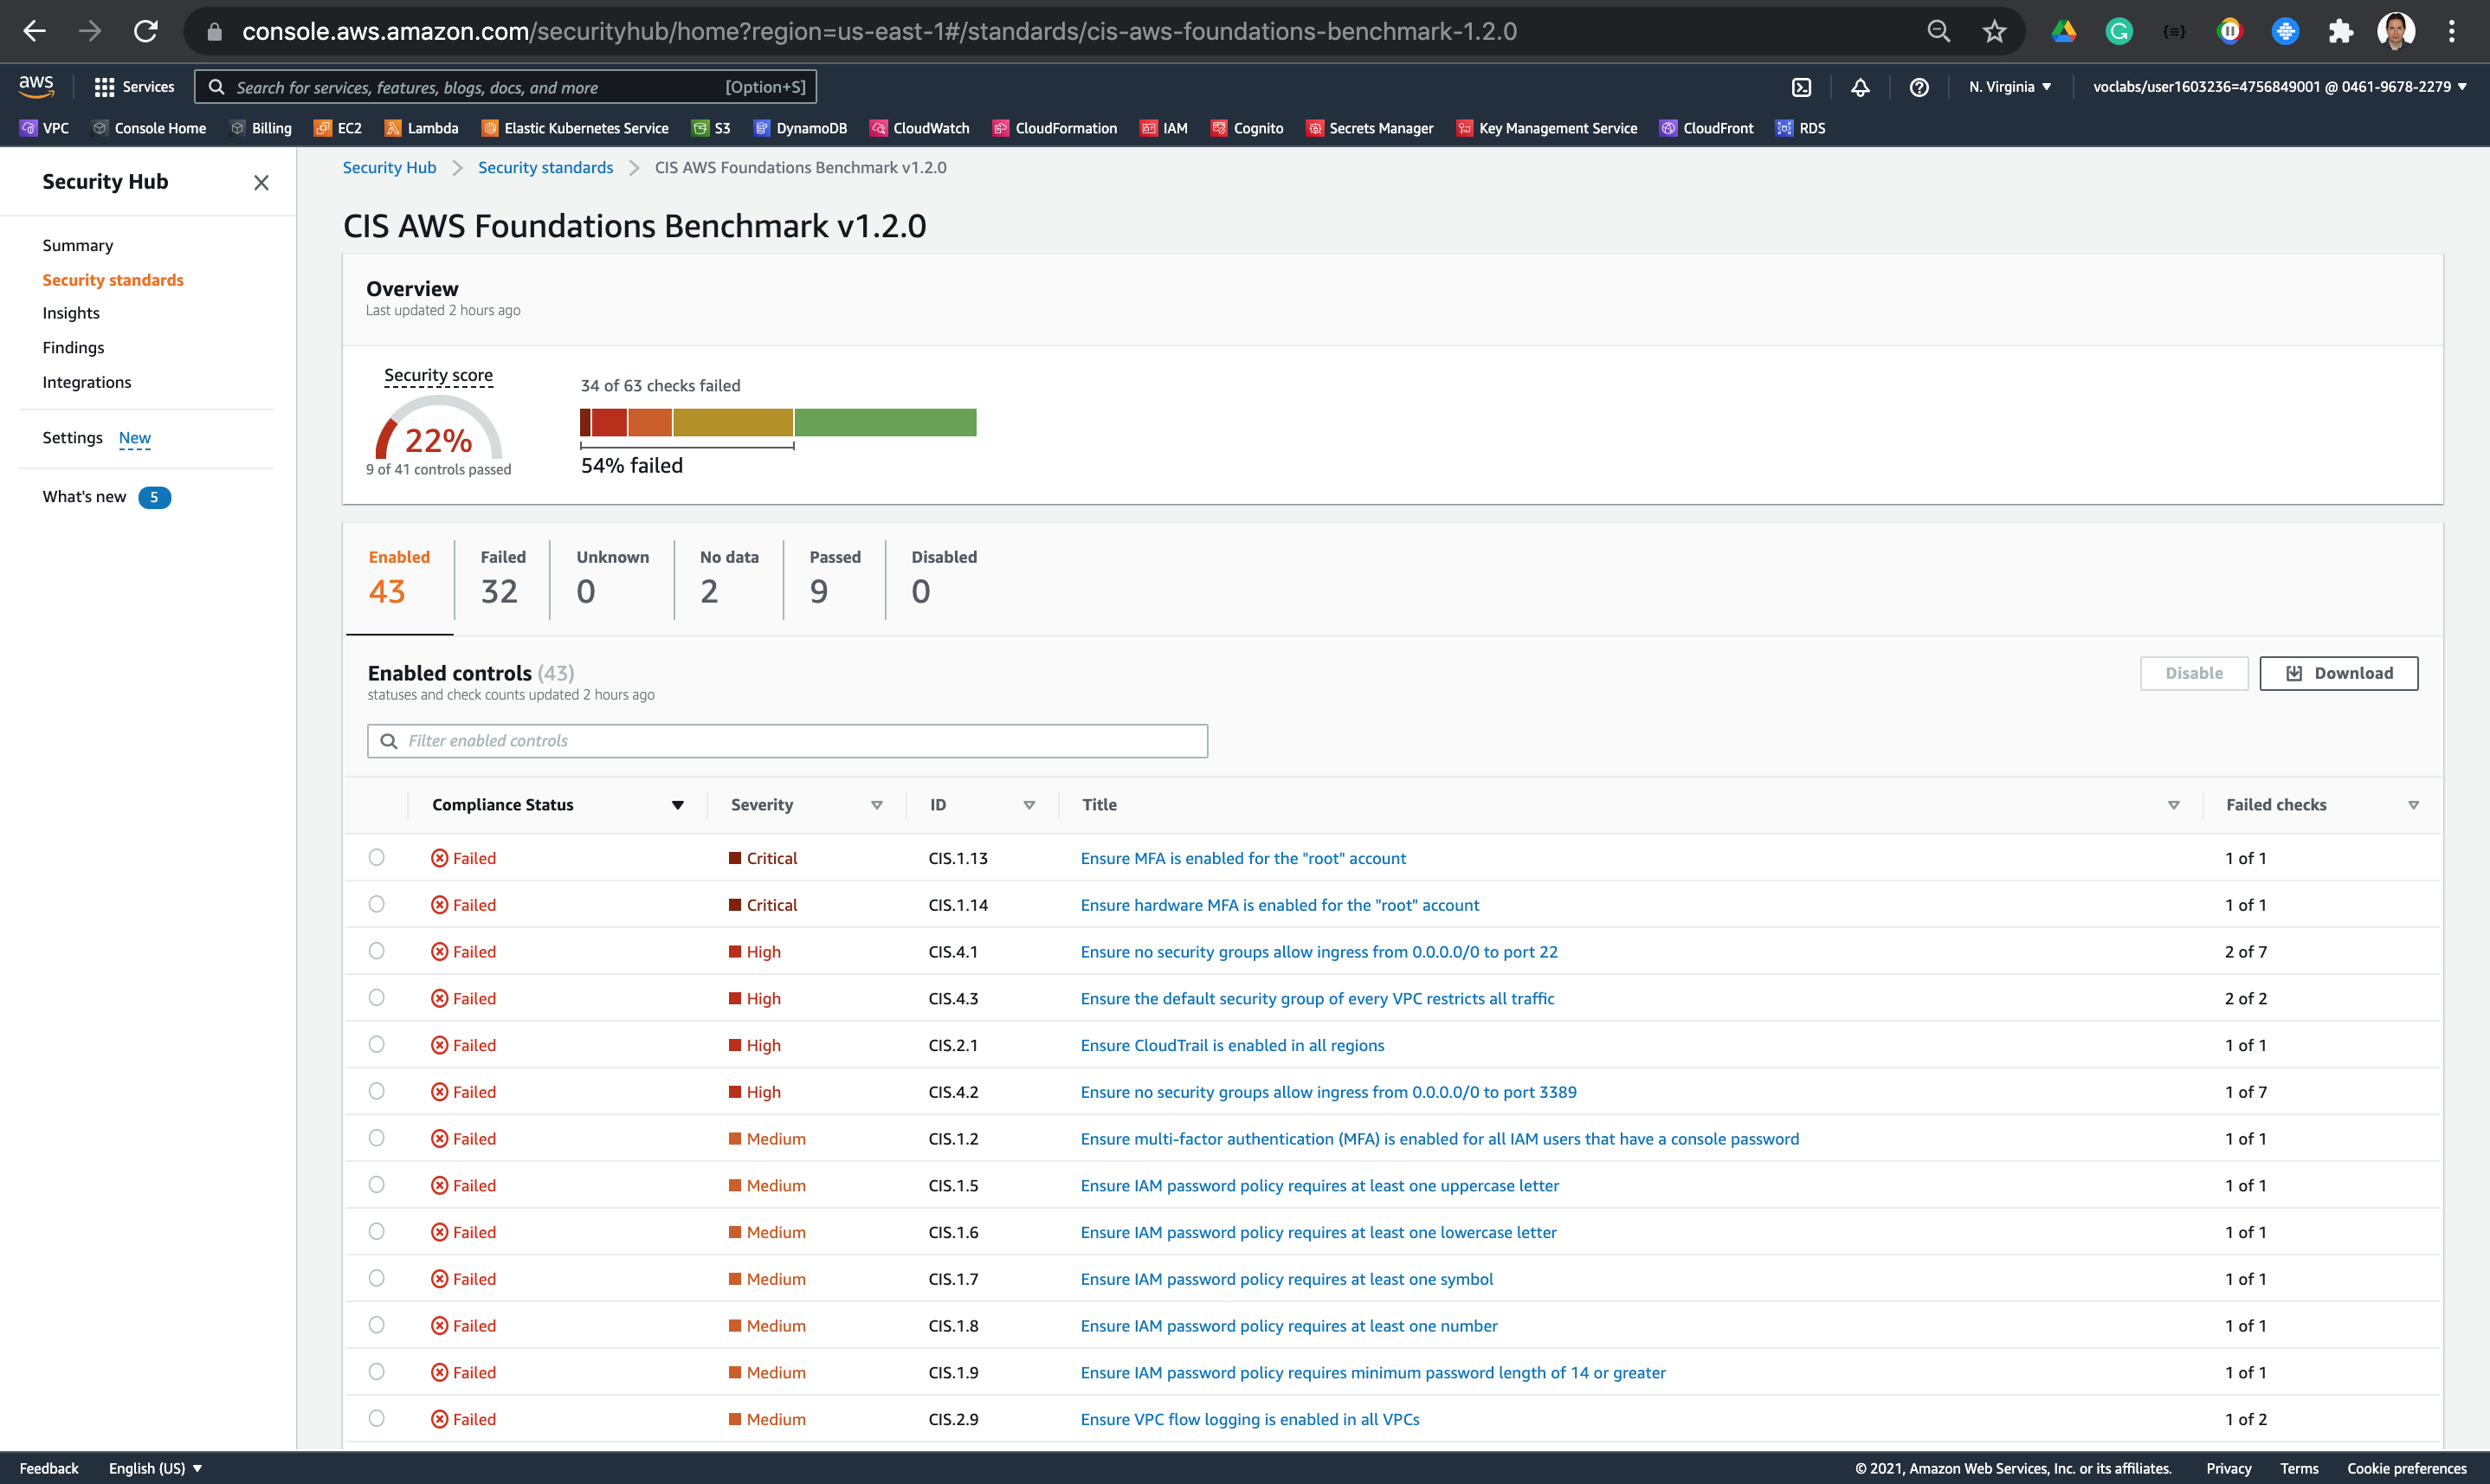 console.aws.amazon.com/securityhub/home?region=us-east-1#/standards/cis-aws-foundations-benchmark-1.2.0
aws Services Search for services, features, blogs, docs, and more [Option+S] N. Virginia voclabs/user1603236=4756849001 @ 0461-9678-2279
VPC Console Home Billing EC2 Lambda Elastic Kubernetes Service S3 DynamoDB CloudWatch CloudFormation IAM Cognito Secrets Manager Key Management Service CloudFront RDS
Security Hub
Summary
Security standards
Insights
Findings
Integrations
Settings New
What's new 5
Security Hub > Security standards > CIS AWS Foundations Benchmark v1.2.0
CIS AWS Foundations Benchmark v1.2.0
Overview
Last updated 2 hours ago
Security score
22%
9 of 41 controls passed
34 of 63 checks failed
54% failed
Enabled Failed Unknown No data Passed Disabled
43 32 0 2 9 0
Enabled controls (43)
statuses and check counts updated 2 hours ago
Disable Download
Filter enabled controls
Compliance Status Severity ID Title Failed checks
Failed Critical CIS.1.13 Ensure MFA is enabled for the "root" account 1 of 1
Failed Critical CIS.1.14 Ensure hardware MFA is enabled for the "root" account 1 of 1
Failed High CIS.4.1 Ensure no security groups allow ingress from 0.0.0.0/0 to port 22 2 of 7
Failed High CIS.4.3 Ensure the default security group of every VPC restricts all traffic 2 of 2
Failed High CIS.2.1 Ensure CloudTrail is enabled in all regions 1 of 1
Failed High CIS.4.2 Ensure no security groups allow ingress from 0.0.0.0/0 to port 3389 1 of 7
Failed Medium CIS.1.2 Ensure multi-factor authentication (MFA) is enabled for all IAM users that have a console password 1 of 1
Failed Medium CIS.1.5 Ensure IAM password policy requires at least one uppercase letter 1 of 1
Failed Medium CIS.1.6 Ensure IAM password policy requires at least one lowercase letter 1 of 1
Failed Medium CIS.1.7 Ensure IAM password policy requires at least one symbol 1 of 1
Failed Medium CIS.1.8 Ensure IAM password policy requires at least one number 1 of 1
Failed Medium CIS.1.9 Ensure IAM password policy requires minimum password length of 14 or greater 1 of 1
Failed Medium CIS.2.9 Ensure VPC flow logging is enabled in all VPCs 1 of 2
Feedback English (US) © 2021, Amazon Web Services, Inc. or its affiliates. Privacy Terms Cookie preferences